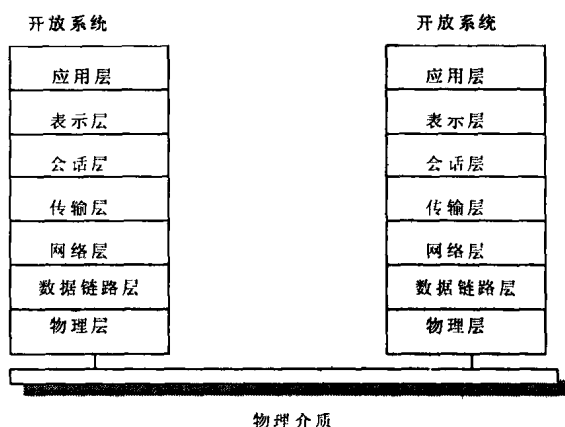 开放系统
应用层
表示层
会话层
传输层
网络层
数据链路层
物理层
开放系统
应用层
表示层
会话层
传输层
网络层
数据链路层
物理层
物理介质